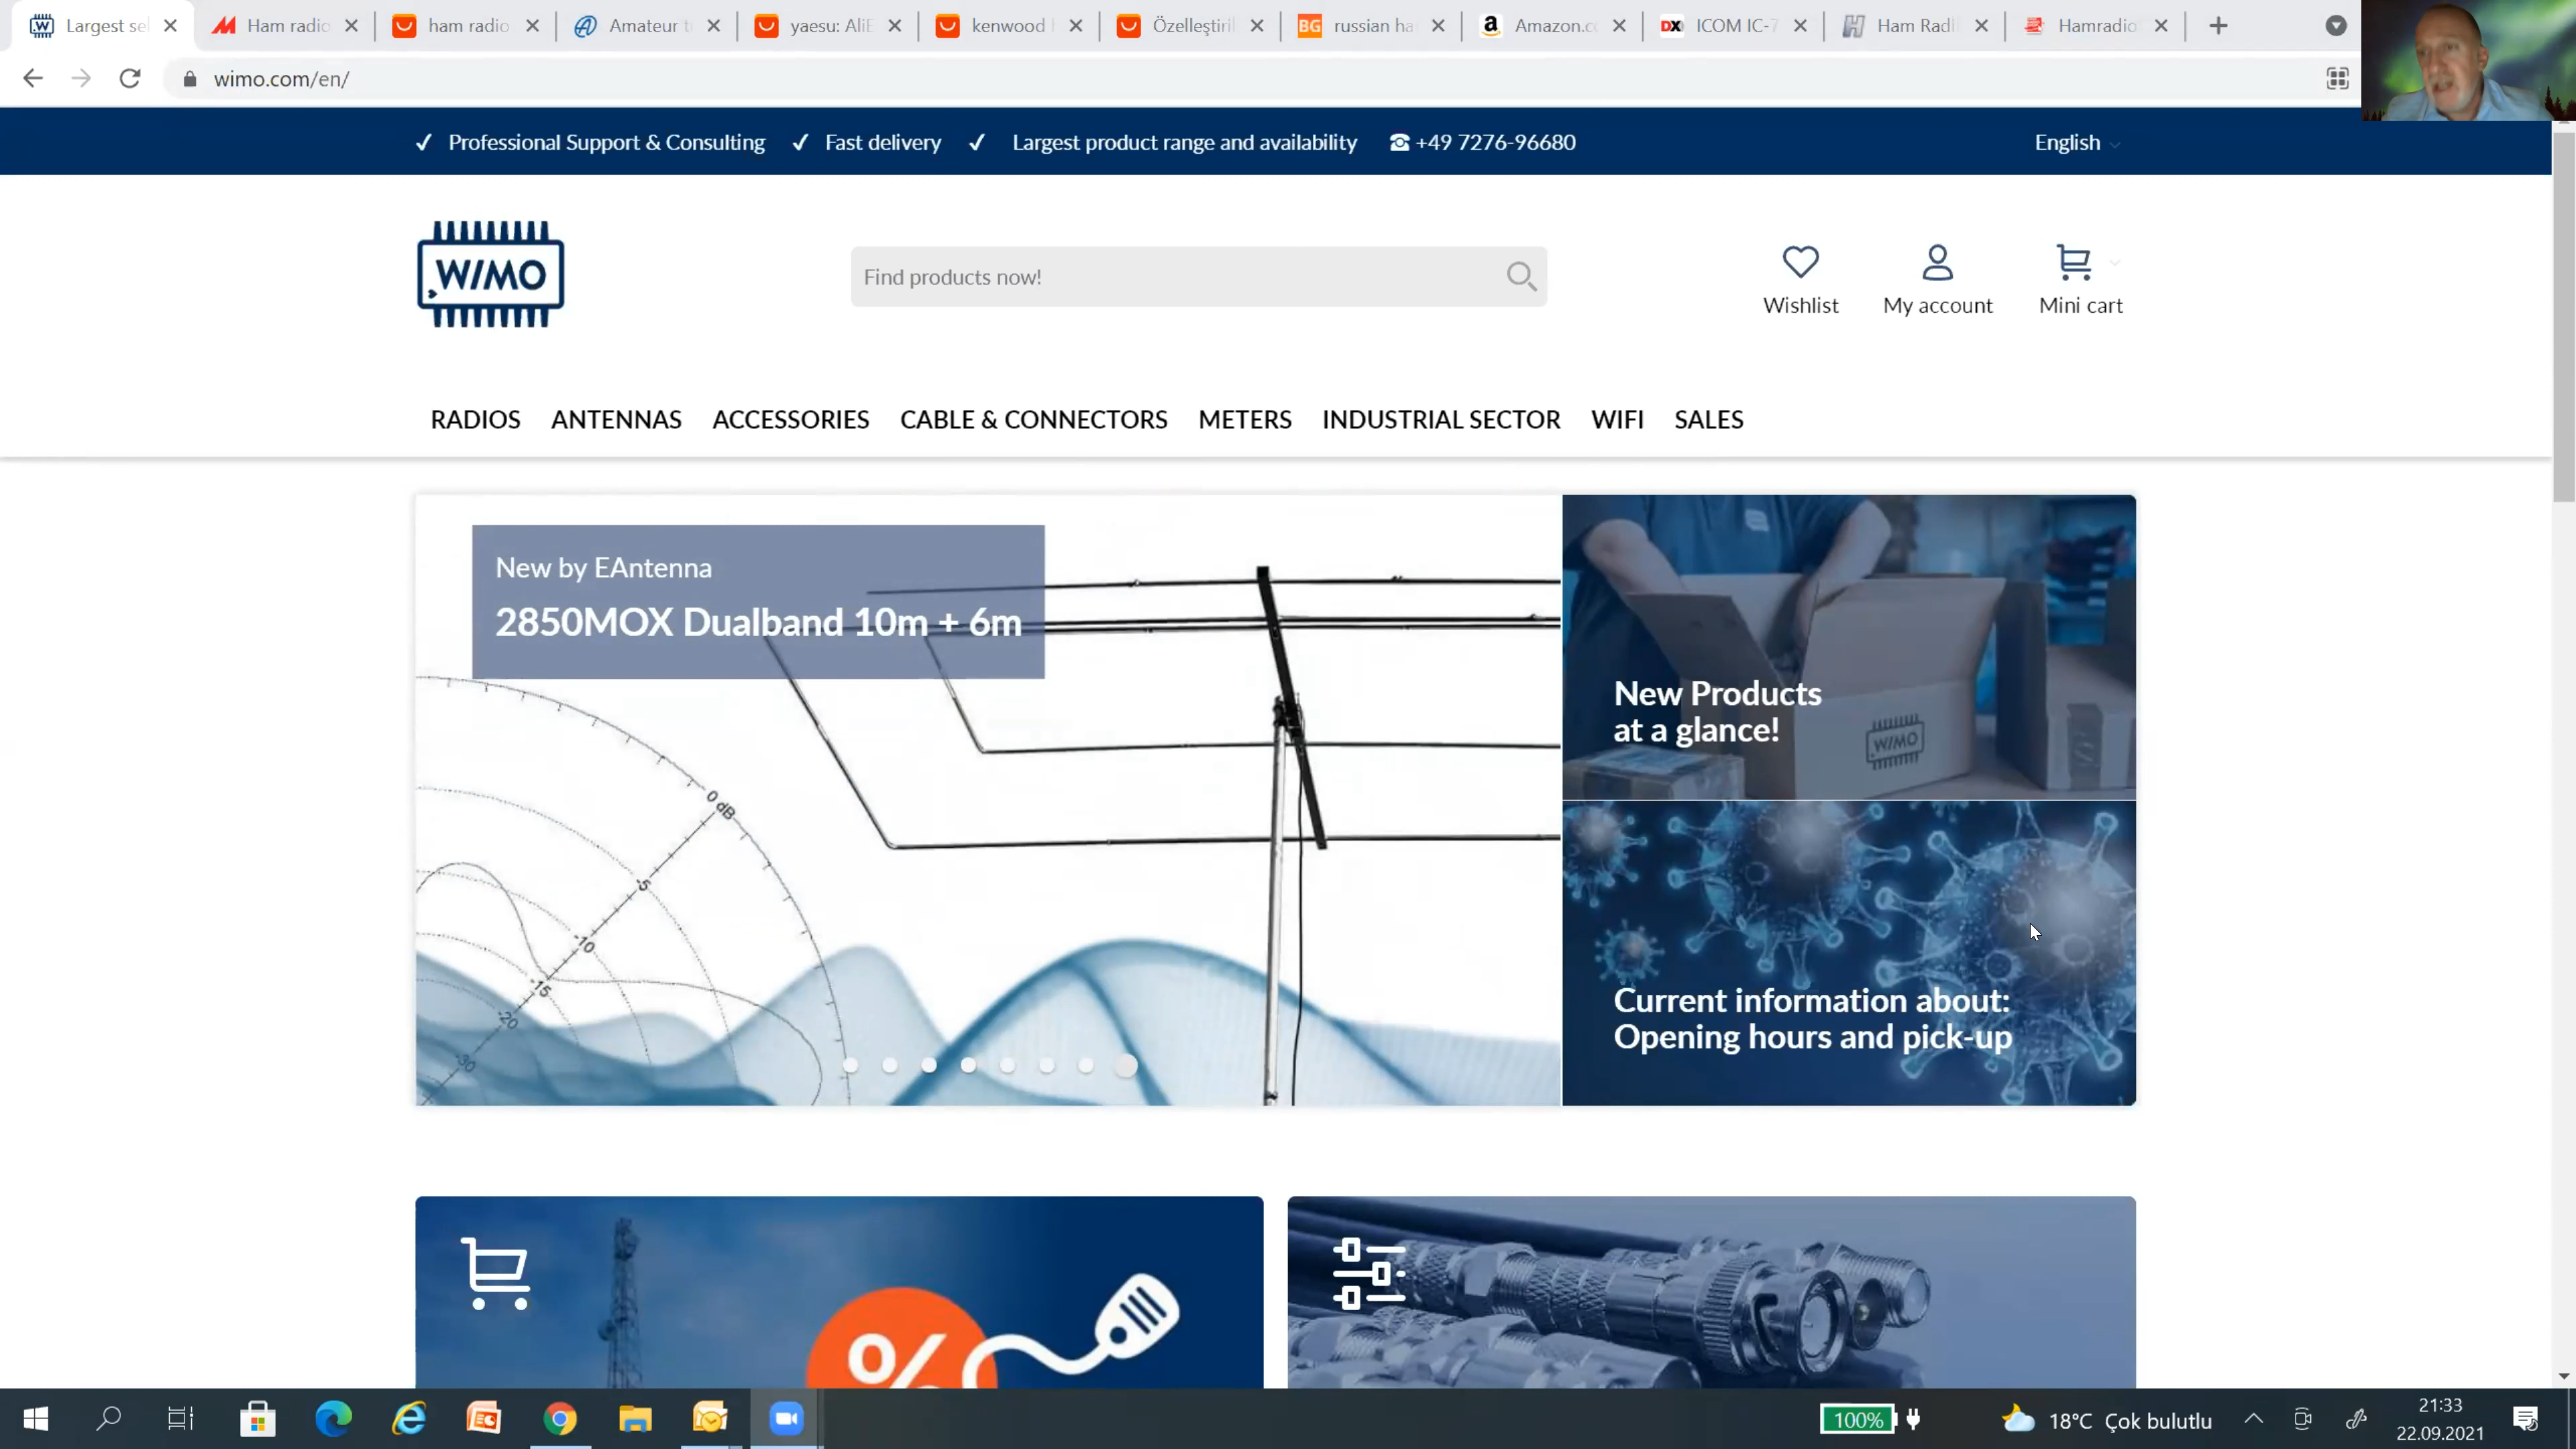 Largest se
Ham radio
ham radio
Amateur t
yaesu: AliE
kenwood
Özelleştiril
BG
russian ha
a
Amazon.c
DX
ICOM IC-7
H
Ham Radi
Hamradio
wimo.com/en/
Professional Support & Consulting
Fast delivery
Largest product range and availability
☎ +49 7276-96680
English
WiMO
Find products now!
Wishlist
My account
Mini cart
RADIOS
ANTENNAS
ACCESSORIES
CABLE & CONNECTORS
METERS
INDUSTRIAL SECTOR
WIFI
SALES
New by EAntenna
2850MOX Dualband 10m + 6m
0 dB
-5
-10
-15
-20
-30
New Products
at a glance!
WiMO
Current information about:
Opening hours and pick-up
%
100%
18°C Çok bulutlu
21:33
22.09.2021